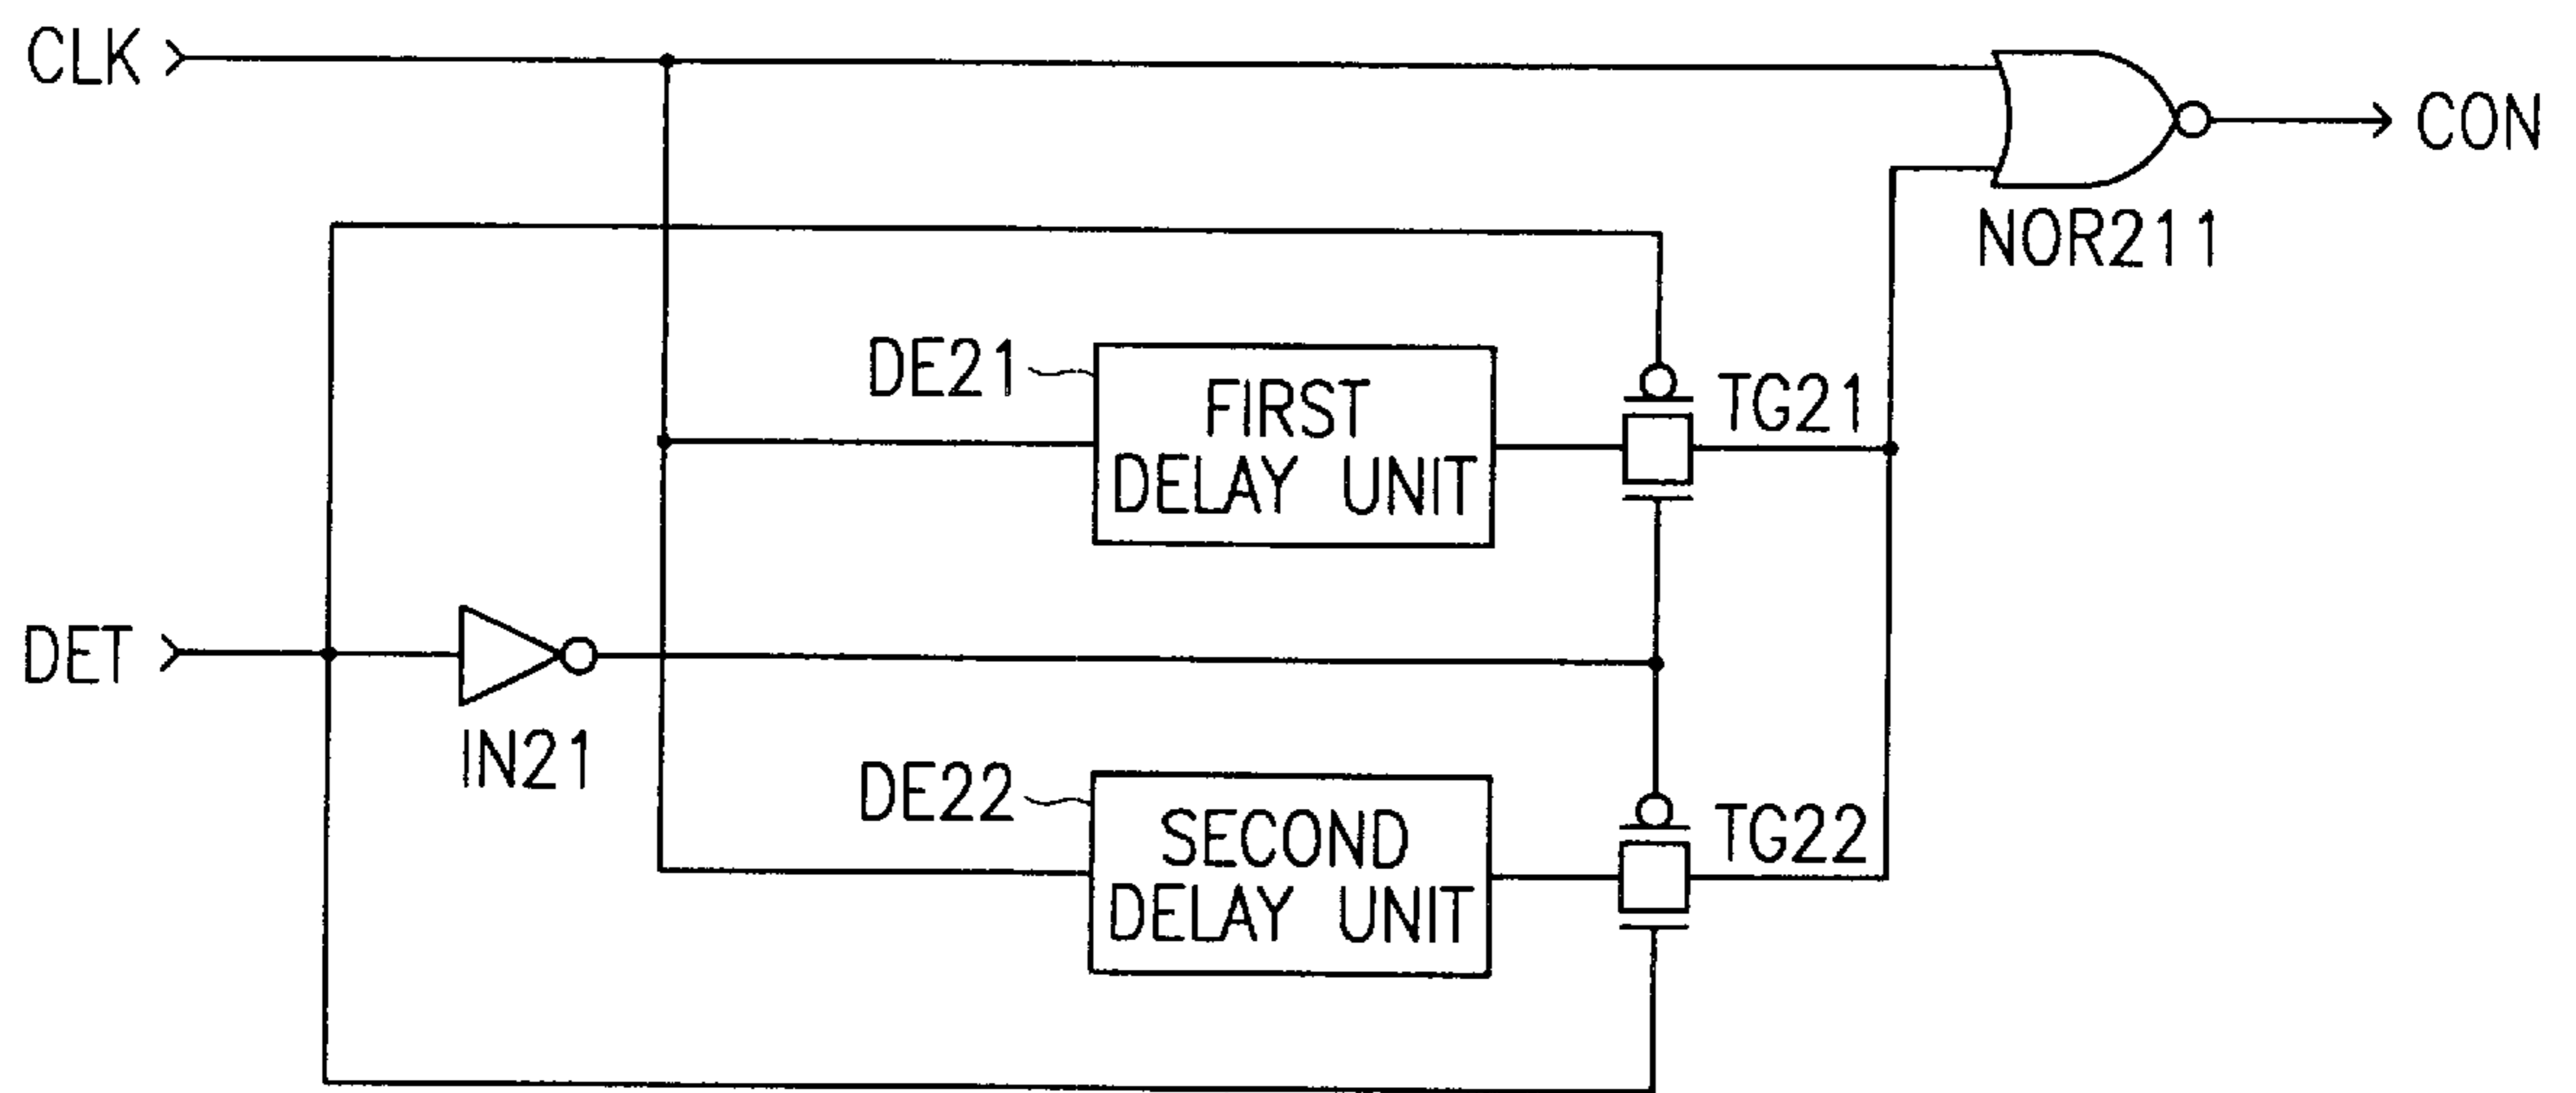 CLK
CON
NOR211
DE21
FIRST
DELAY UNIT
TG21
DET
IN21
DE22
SECOND
DELAY UNIT
TG22